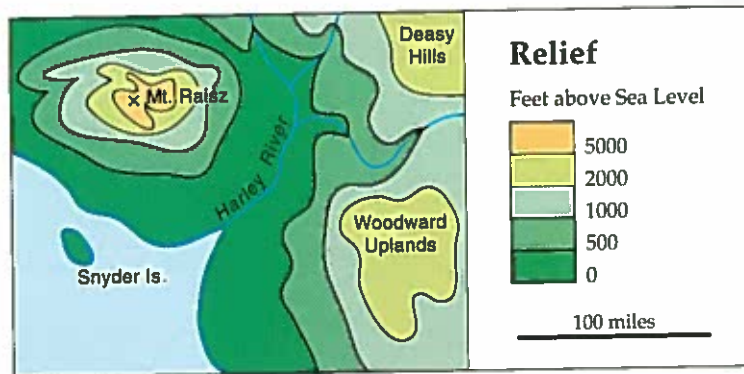 Deasy
Hills
× Mt. Raisz
Harley River
Woodward
Uplands
Snyder Is.
Relief
Feet above Sea Level
5000
2000
1000
500
0
100 miles